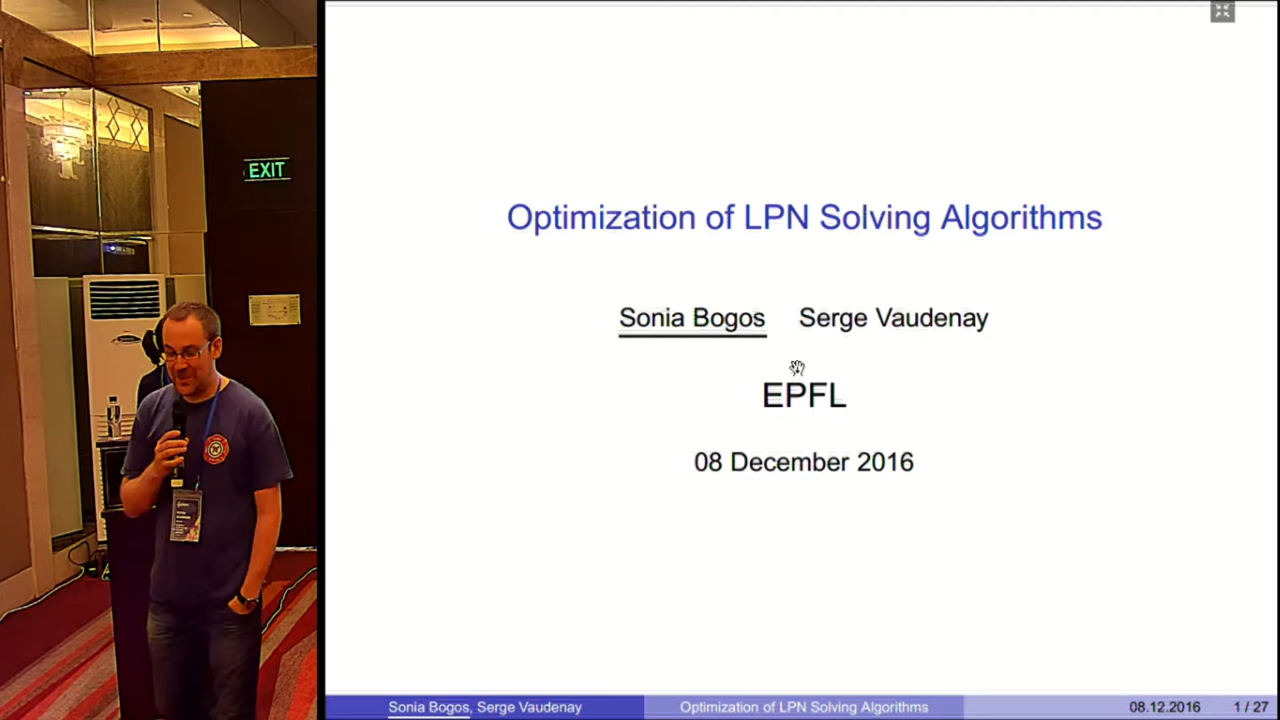 EXIT
Optimization of LPN Solving Algorithms
Sonia Bogos Serge Vaudenay
EPFL
08 December 2016
Sonia Bogos, Serge Vaudenay Optimization of LPN Solving Algorithms 08.12.2016 1 / 27